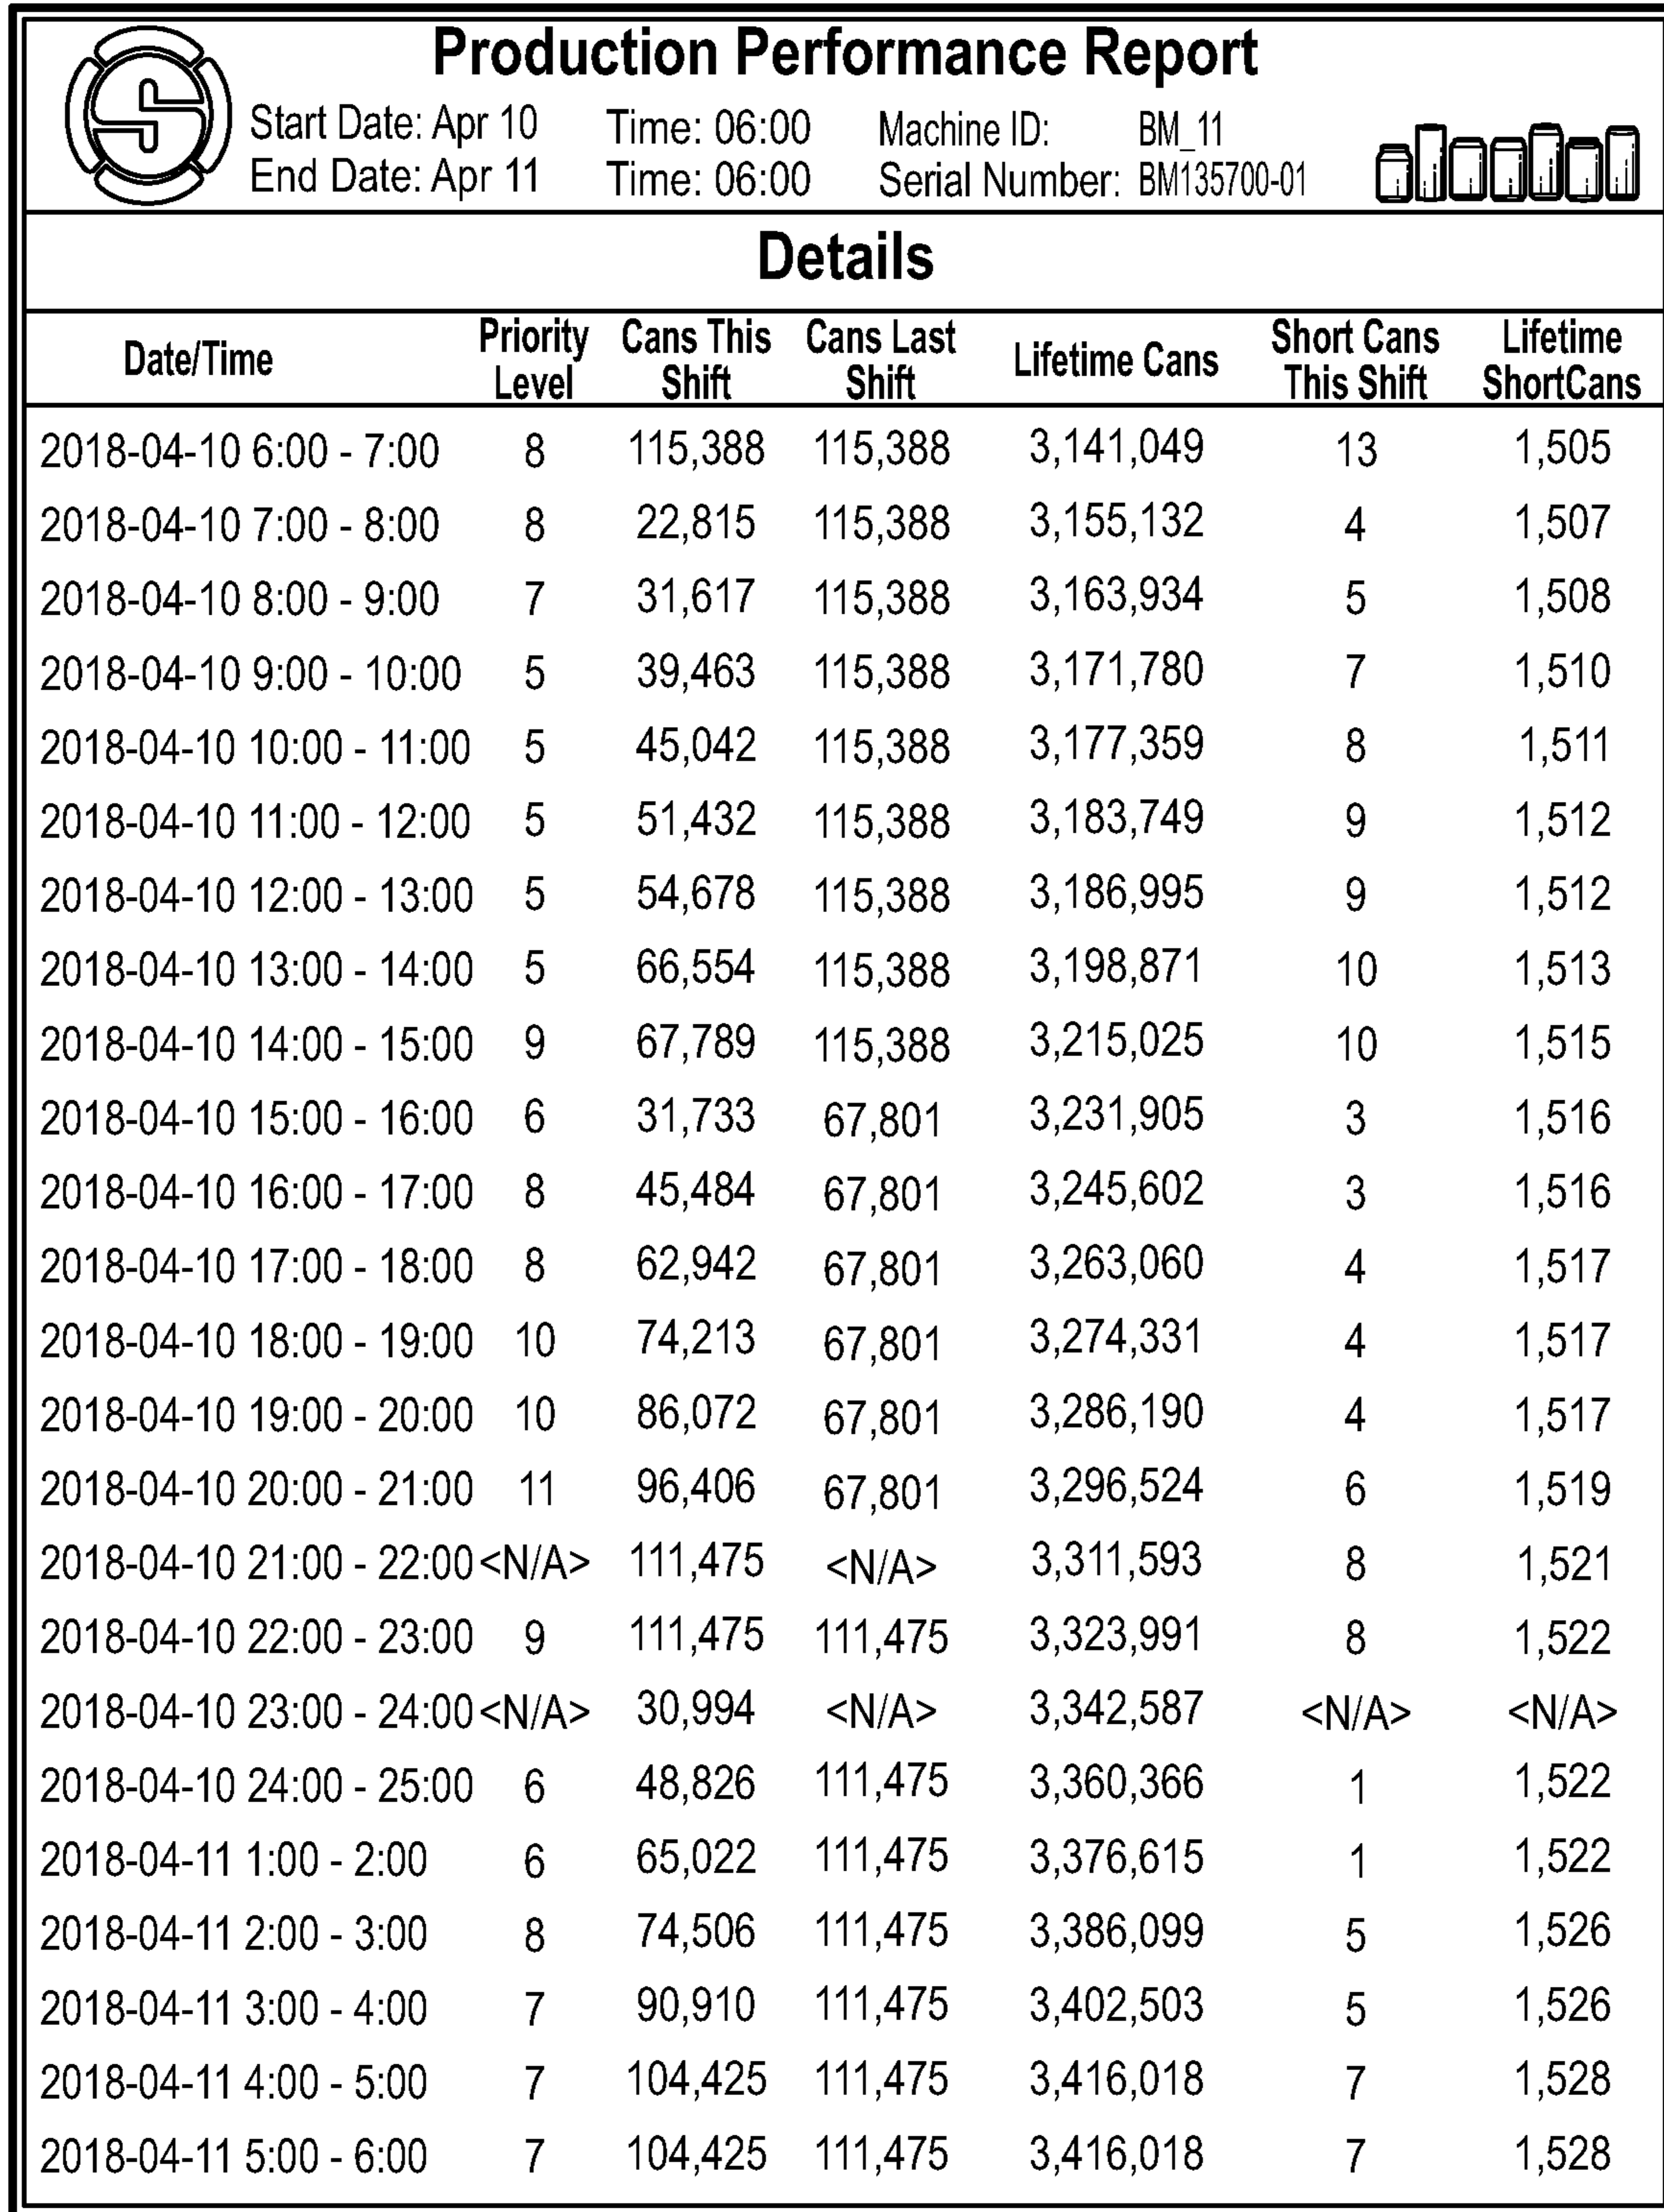 Production Performance Report
Start Date: Apr 10 Time: 06:00 Machine ID: BM_11
End Date: Apr 11 Time: 06:00 Serial Number: BM135700-01
Details
Date/Time Priority Level Cans This Shift Cans Last Shift Lifetime Cans Short Cans This Shift Lifetime ShortCans
2018-04-10 6:00 - 7:00 8 115,388 115,388 3,141,049 13 1,505
2018-04-10 7:00 - 8:00 8 22,815 115,388 3,155,132 4 1,507
2018-04-10 8:00 - 9:00 7 31,617 115,388 3,163,934 5 1,508
2018-04-10 9:00 - 10:00 5 39,463 115,388 3,171,780 7 1,510
2018-04-10 10:00 - 11:00 5 45,042 115,388 3,177,359 8 1,511
2018-04-10 11:00 - 12:00 5 51,432 115,388 3,183,749 9 1,512
2018-04-10 12:00 - 13:00 5 54,678 115,388 3,186,995 9 1,512
2018-04-10 13:00 - 14:00 5 66,554 115,388 3,198,871 10 1,513
2018-04-10 14:00 - 15:00 9 67,789 115,388 3,215,025 10 1,515
2018-04-10 15:00 - 16:00 6 31,733 67,801 3,231,905 3 1,516
2018-04-10 16:00 - 17:00 8 45,484 67,801 3,245,602 3 1,516
2018-04-10 17:00 - 18:00 8 62,942 67,801 3,263,060 4 1,517
2018-04-10 18:00 - 19:00 10 74,213 67,801 3,274,331 4 1,517
2018-04-10 19:00 - 20:00 10 86,072 67,801 3,286,190 4 1,517
2018-04-10 20:00 - 21:00 11 96,406 67,801 3,296,524 6 1,519
2018-04-10 21:00 - 22:00 <N/A> 111,475 <N/A> 3,311,593 8 1,521
2018-04-10 22:00 - 23:00 9 111,475 111,475 3,323,991 8 1,522
2018-04-10 23:00 - 24:00 <N/A> 30,994 <N/A> 3,342,587 <N/A> <N/A>
2018-04-10 24:00 - 25:00 6 48,826 111,475 3,360,366 1 1,522
2018-04-11 1:00 - 2:00 6 65,022 111,475 3,376,615 1 1,522
2018-04-11 2:00 - 3:00 8 74,506 111,475 3,386,099 5 1,526
2018-04-11 3:00 - 4:00 7 90,910 111,475 3,402,503 5 1,526
2018-04-11 4:00 - 5:00 7 104,425 111,475 3,416,018 7 1,528
2018-04-11 5:00 - 6:00 7 104,425 111,475 3,416,018 7 1,528